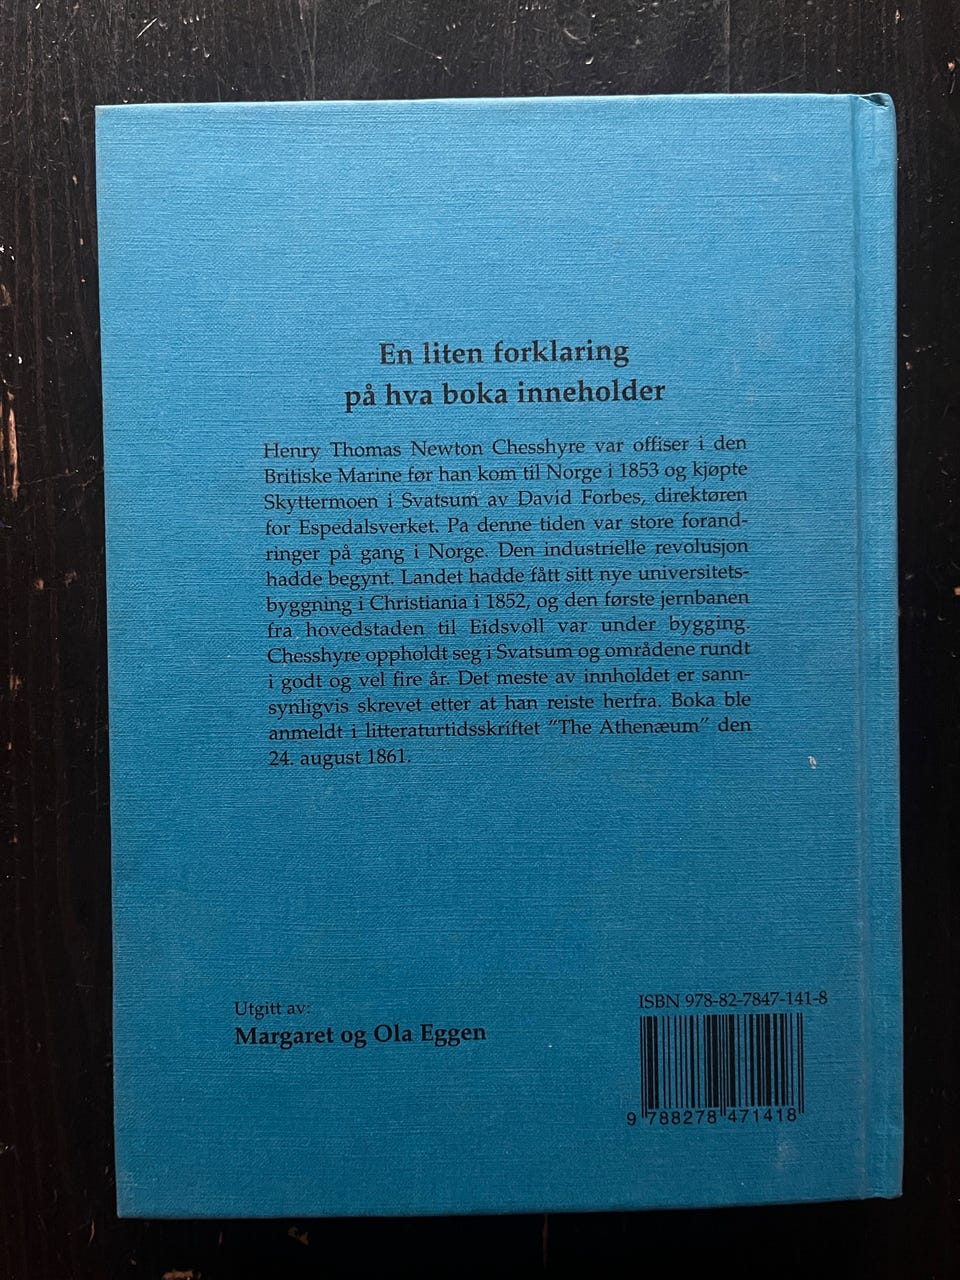 En liten forklaring
på hva boka inneholder
Henry Thomas Newton Chesshyre var offiser i den
Britiske Marine før han kom til Norge i 1853 og kjøpte
Skyttermoen i Svatsum av David Forbes, direktøren
for Espedalsverket. Pa denne tiden var store forand-
ringer på gang i Norge. Den industrielle revolusjon
hadde begynt. Landet hadde fått sitt nye universitets-
byggning i Christiania i 1852, og den første jernbanen
fra hovedstaden til Eidsvoll var under bygging.
Chesshyre oppholdt seg i Svatsum og områdene rundt
i godt og vel fire år. Det meste av innholdet er sann-
synligvis skrevet etter at han reiste herfra. Boka ble
anmeldt i litteraturtidsskriftet "The Athenæum" den
24. august 1861.
Utgitt av:
Margaret og Ola Eggen
ISBN 978-82-7847-141-8
9 788278 471418